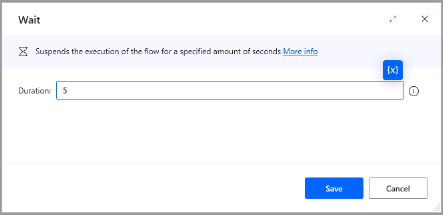 Wait
Suspends the execution of the flow for a specified amount of seconds More info
{x}
Duration: 5
Save Cancel